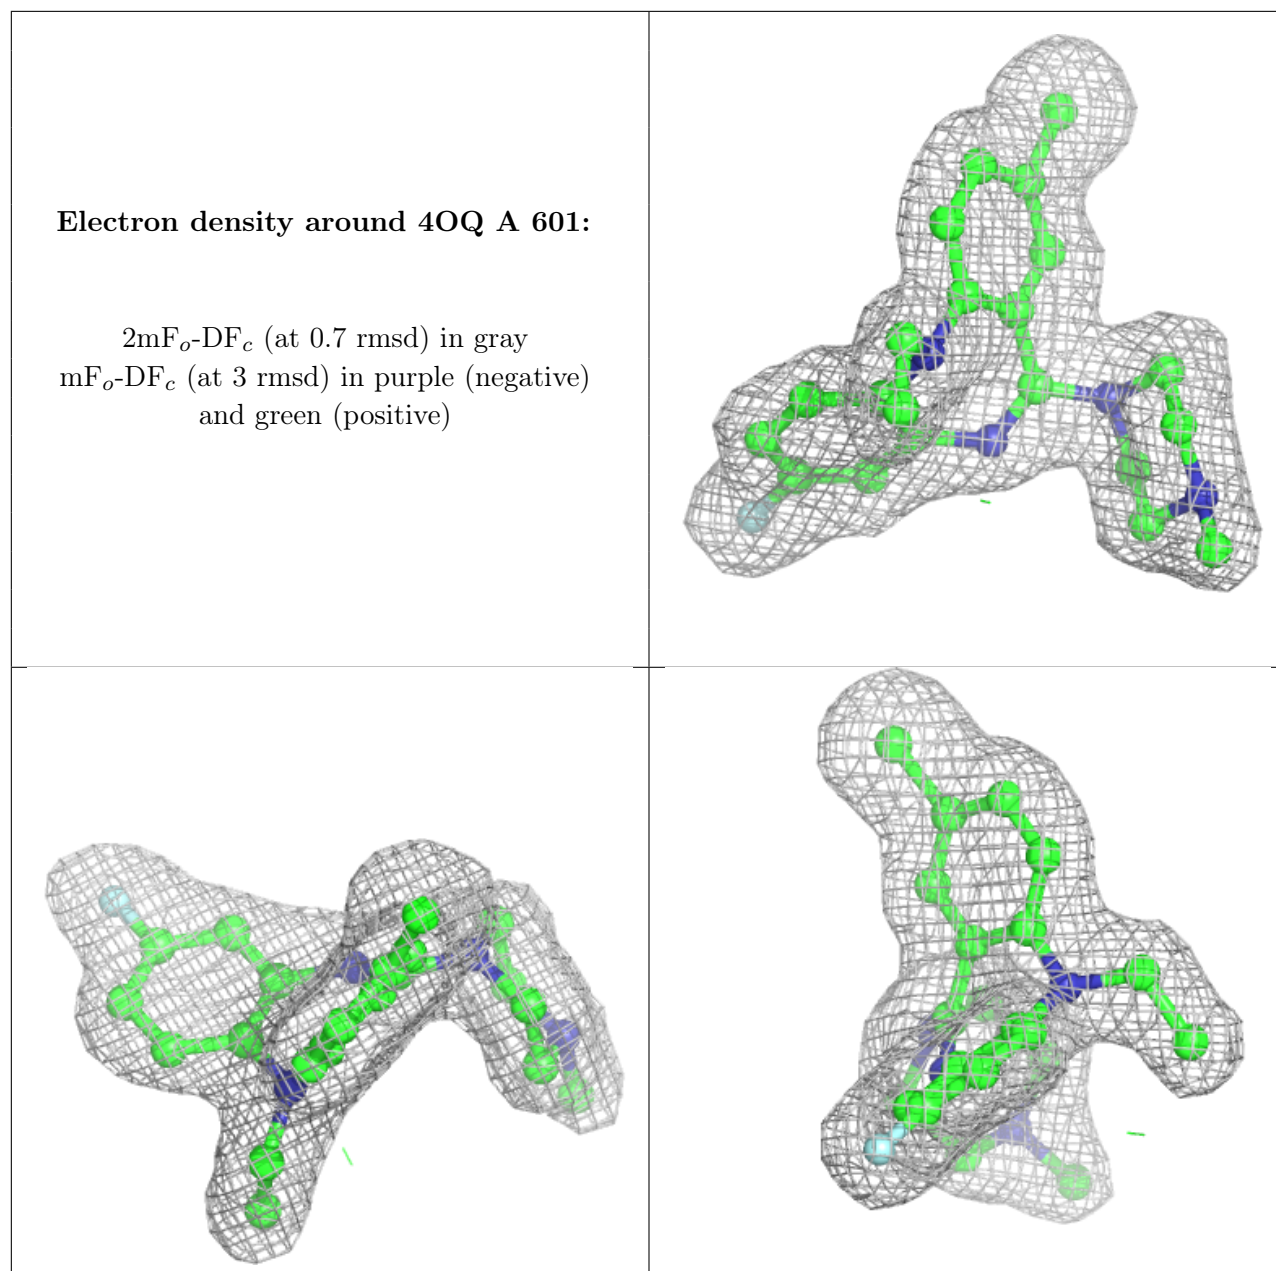 Electron density around 4OQ A 601:
2mFₒ-DF𝒸 (at 0.7 rmsd) in gray
mFₒ-DF𝒸 (at 3 rmsd) in purple (negative)
and green (positive)